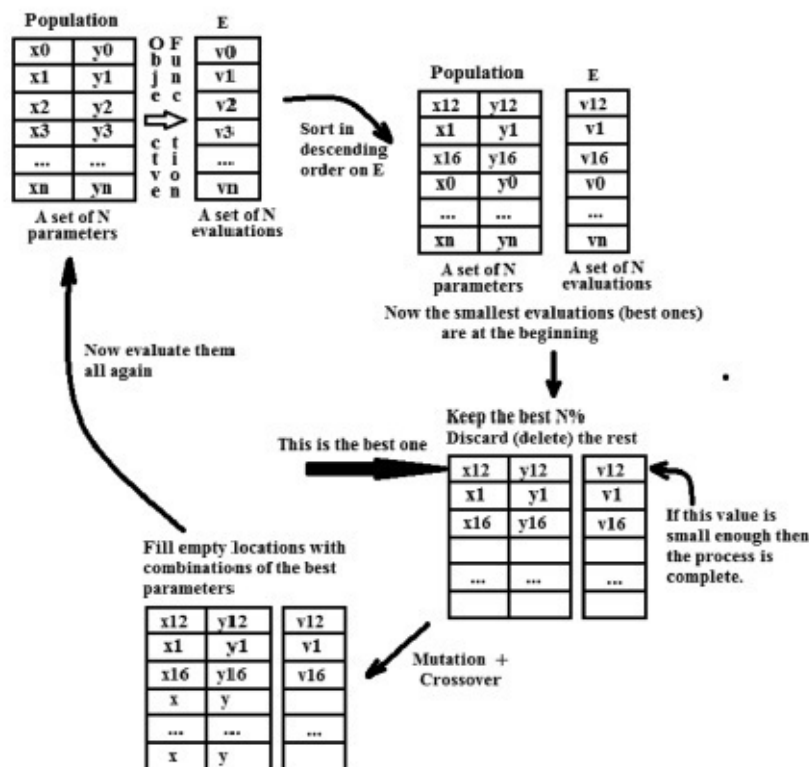 Population
E
x0 y0
x1 y1
x2 y2
x3 y3
... ...
xn yn
Obje ctive
Func tion
v0
v1
v2
v3
...
vn
A set of N
parameters
A set of N
evaluations
Sort in
descending
order on E
Population
E
x12 y12 v12
x1 y1 v1
x16 y16 v16
x0 y0 v0
... ... ...
xn yn vn
A set of N
parameters
A set of N
evaluations
Now the smallest evaluations (best ones)
are at the beginning
Keep the best N%
Discard (delete) the rest
This is the best one
x12 y12 v12
x1 y1 v1
x16 y16 v16
... ... ...
If this value is
small enough then
the process is
complete.
Mutation +
Crossover
Fill empty locations with
combinations of the best
parameters
x12 y12 v12
x1 y1 v1
x16 y16 v16
x y
... ... ...
x y
Now evaluate them
all again